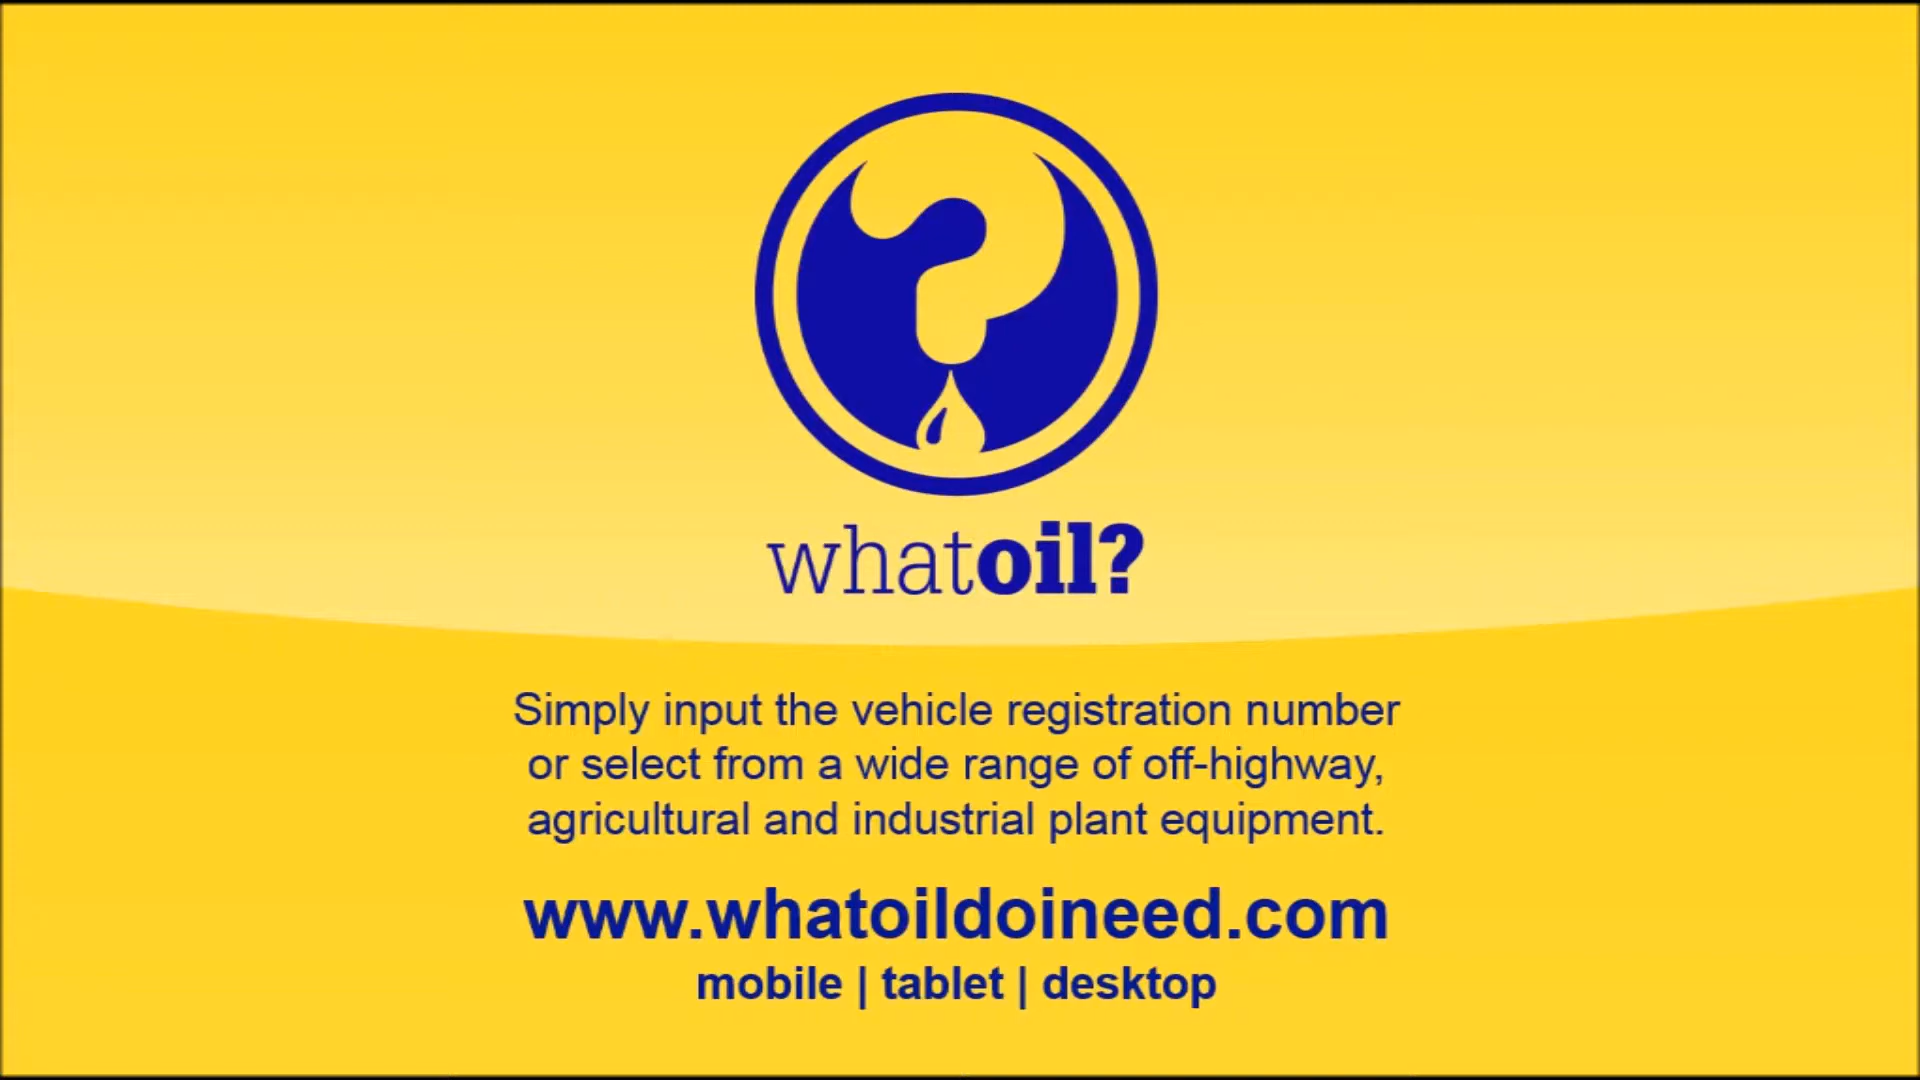 whatoil?
Simply input the vehicle registration number
or select from a wide range of off-highway,
agricultural and industrial plant equipment.
www.whatoildoineed.com
mobile | tablet | desktop